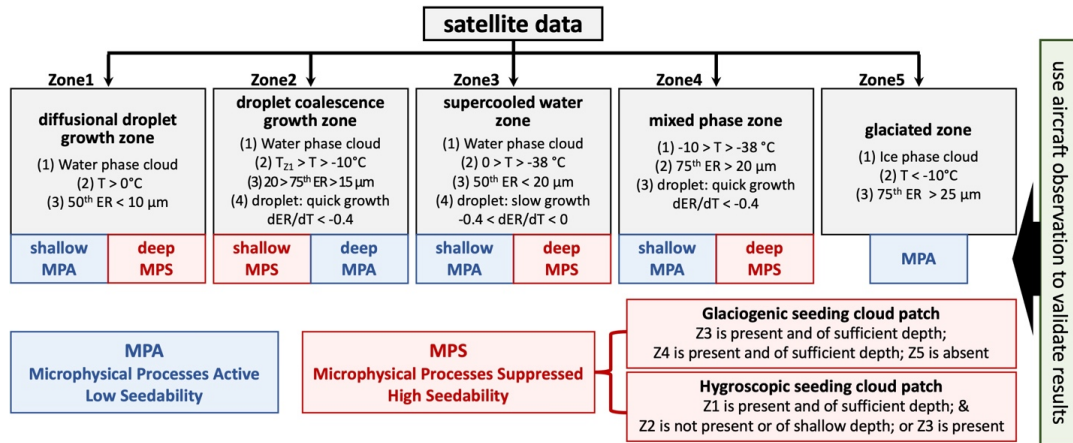 satellite data
Zone1
diffusional droplet
growth zone
(1) Water phase cloud
(2) T > 0°C
(3) 50th ER < 10 μm
shallow
MPA
deep
MPS
Zone2
droplet coalescence
growth zone
(1) Water phase cloud
(2) TZ1 > T > -10°C
(3) 20 > 75th ER > 15 μm
(4) droplet: quick growth
dER/dT < -0.4
shallow
MPS
deep
MPA
Zone3
supercooled water
zone
(1) Water phase cloud
(2) 0 > T > -38 °C
(3) 50th ER < 20 μm
(4) droplet: slow growth
-0.4 < dER/dT < 0
shallow
MPA
deep
MPS
Zone4
mixed phase zone
(1) -10 > T > -38 °C
(2) 75th ER > 20 μm
(3) droplet: quick growth
dER/dT < -0.4
shallow
MPA
deep
MPS
Zone5
glaciated zone
(1) Ice phase cloud
(2) T < -10°C
(3) 75th ER > 25 μm
MPA
use aircraft observation to validate results
MPA
Microphysical Processes Active
Low Seedability
MPS
Microphysical Processes Suppressed
High Seedability
Glaciogenic seeding cloud patch
Z3 is present and of sufficient depth;
Z4 is present and of sufficient depth; Z5 is absent
Hygroscopic seeding cloud patch
Z1 is present and of sufficient depth; &
Z2 is not present or of shallow depth; or Z3 is present